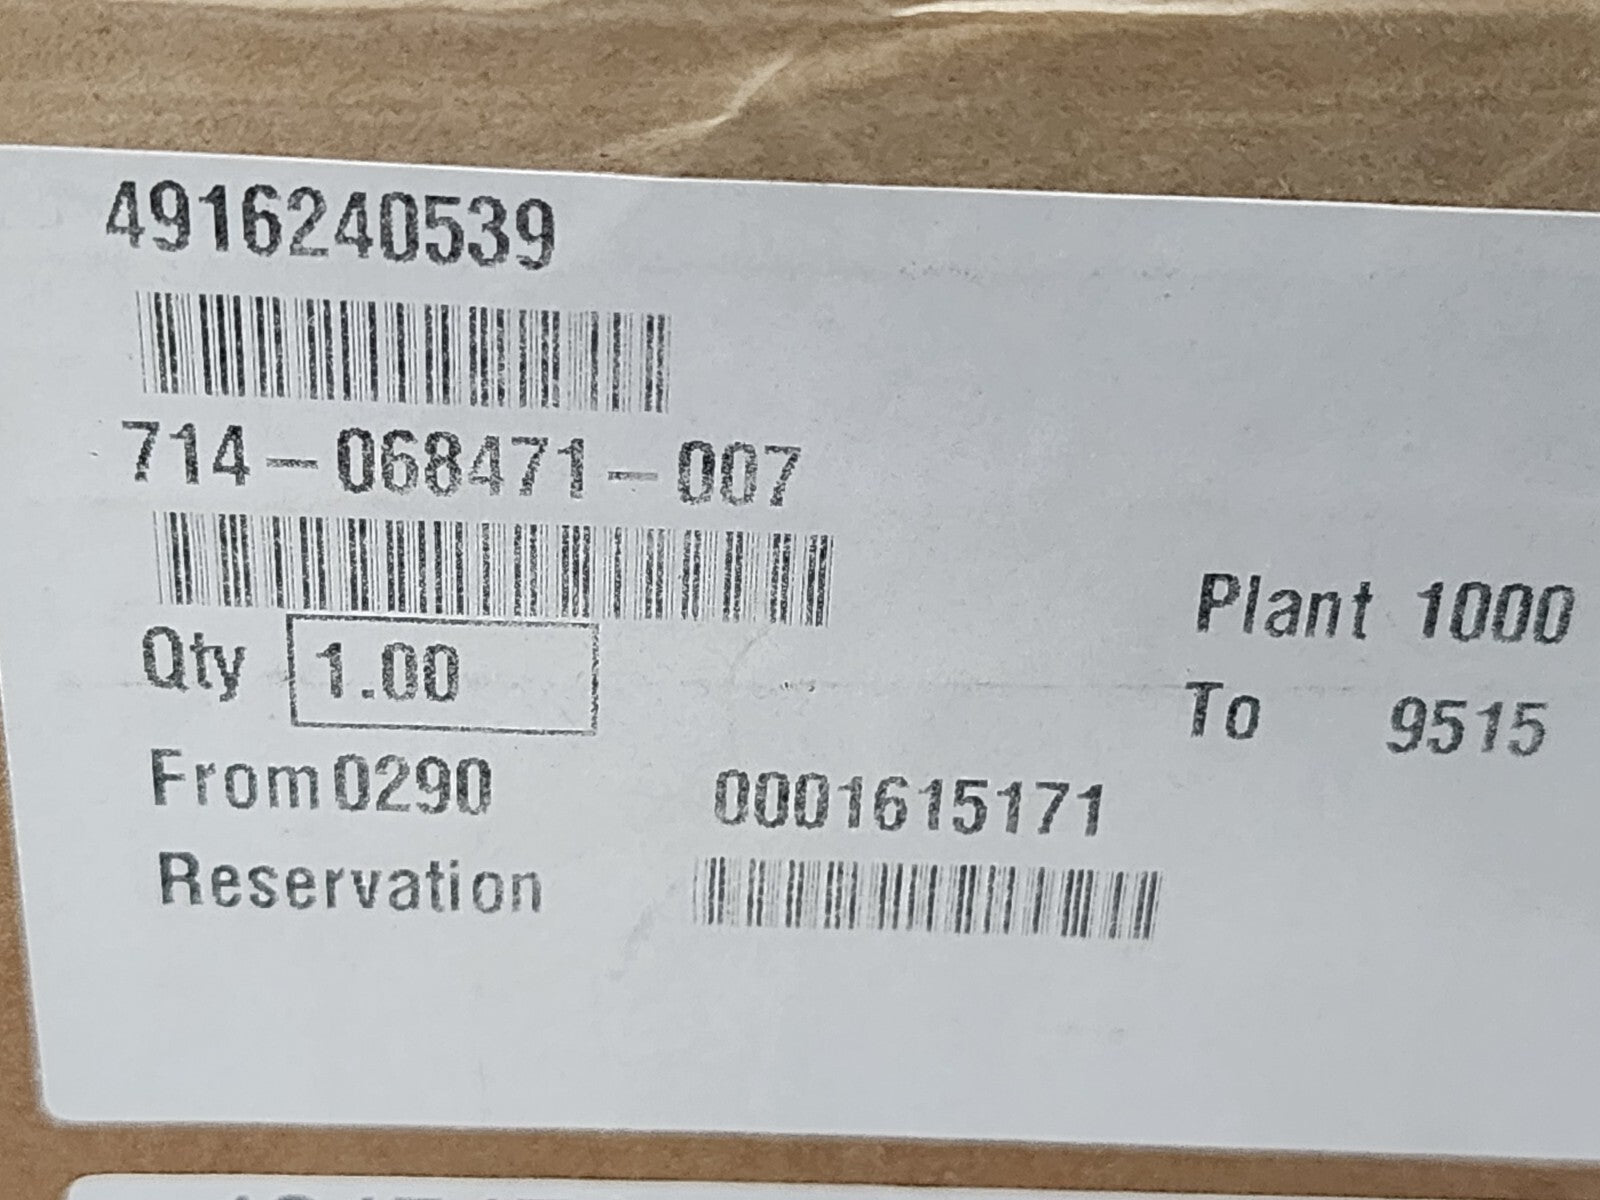 4916240539
714-068471-007
Plant 1000
Qty 1.00
To 9515
From 0290 0001615171
Reservation